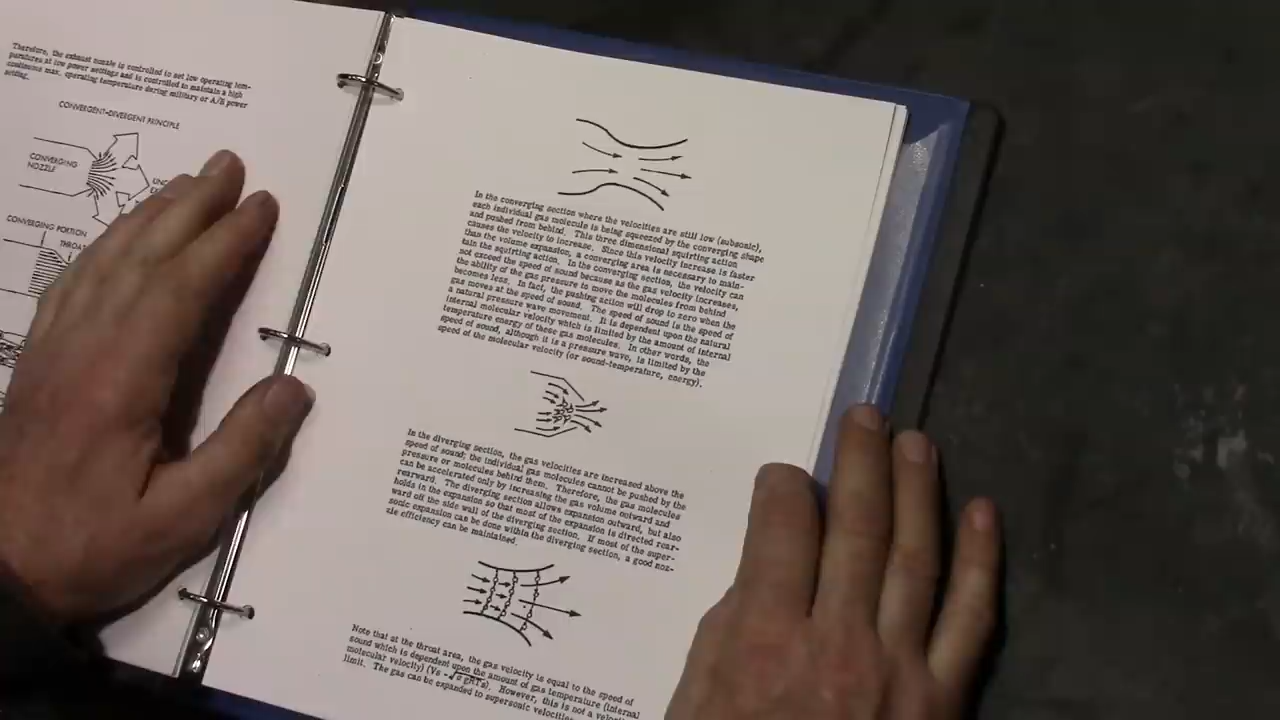 Therefore, the exhaust nozzle is controlled to set low operating tem-
peratures at low power settings and is controlled to maintain a high
continuous max. operating temperature during military or A/B power
setting.
CONVERGENT-DIVERGENT PRINCIPLE
CONVERGING
NOZZLE
CONVERGING PORTION
In the converging section where the velocities are still low (subsonic),
each individual gas molecule is being squeezed by the converging shape
and pushed from behind. This three dimensional squirting action
causes the velocity to increase. Since this velocity increase is faster
than the volume expansion, a converging area is necessary to main-
tain the squirting action. In the converging section, the velocity can
not exceed the speed of sound because as the gas velocity increases,
the ability of the gas pressure to move the molecules from behind
becomes less. In fact, the pushing action will drop to zero when the
gas moves at the speed of sound. The speed of sound is the speed of
a natural pressure wave movement. It is dependent upon the natural
internal molecular velocity which is limited by the amount of internal
temperature energy of these gas molecules. In other words, the
speed of sound, although it is a pressure wave, is limited by the
speed of the molecular velocity (or sound-temperature, energy).
In the diverging section, the gas velocities are increased above the
speed of sound; the individual gas molecules cannot be pushed by the
pressure or molecules behind them. Therefore, the gas molecules
can be accelerated only by increasing the gas volume outward and
rearward. The diverging section allows expansion outward, but also
holds in the expansion so that most of the expansion is directed rear-
ward off the side wall of the diverging section. If most of the super-
sonic expansion can be done within the diverging section, a good noz-
zle efficiency can be maintained.
Note that at the throat area, the gas velocity is equal to the speed of
sound which is dependent upon the amount of gas temperature (internal
molecular velocity) (Vs =
However, this is not a
limit. The gas can be expanded to supersonic